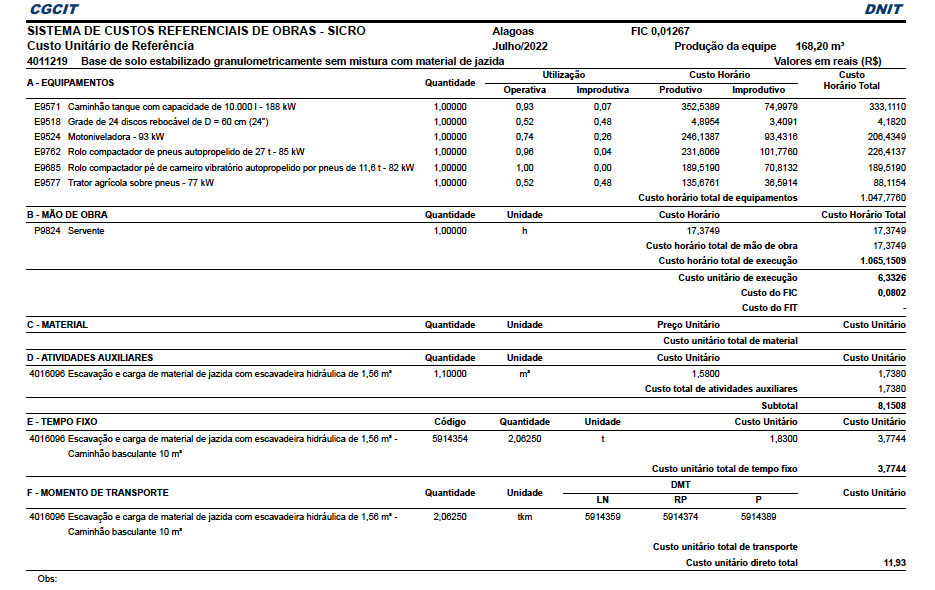 CGCIT DNIT
SISTEMA DE CUSTOS REFERENCIAIS DE OBRAS - SICRO Alagoas FIC 0,01267
Custo Unitário de Referência Julho/2022 Produção da equipe 168,20 m³
4011219 Base de solo estabilizado granulometricamente sem mistura com material de jazida Valores em reais (R$)
A - EQUIPAMENTOS Quantidade Utilização Custo Horário Custo Horário Total
Operativa Improdutiva Produtivo Improdutivo
E9571 Caminhão tanque com capacidade de 10.000 l - 188 kW 1,00000 0,93 0,07 352,5389 74,9979 333,1110
E9518 Grade de 24 discos rebocável de D = 60 cm (24") 1,00000 0,52 0,48 4,8954 3,4091 4,1820
E9524 Motoniveladora - 93 kW 1,00000 0,74 0,26 246,1387 93,4316 206,4349
E9762 Rolo compactador de pneus autopropelido de 27 t - 85 kW 1,00000 0,96 0,04 231,6069 101,7760 226,4137
E9685 Rolo compactador pé de carneiro vibratório autopropelido por pneus de 11,6 t - 82 kW 1,00000 1,00 0,00 189,5190 70,8132 189,5190
E9577 Trator agrícola sobre pneus - 77 kW 1,00000 0,52 0,48 135,6761 36,5914 88,1154
Custo horário total de equipamentos 1.047,7760
B - MÃO DE OBRA Quantidade Unidade Custo Horário Custo Horário Total
P9824 Servente 1,00000 h 17,3749 17,3749
Custo horário total de mão de obra 17,3749
Custo horário total de execução 1.065,1509
Custo unitário de execução 6,3326
Custo do FIC 0,0802
Custo do FIT -
C - MATERIAL Quantidade Unidade Preço Unitário Custo Unitário
Custo unitário total de material
D - ATIVIDADES AUXILIARES Quantidade Unidade Custo Unitário Custo Unitário
4016096 Escavação e carga de material de jazida com escavadeira hidráulica de 1,56 m³ 1,10000 m³ 1,5800 1,7380
Custo total de atividades auxiliares 1,7380
Subtotal 8,1508
E - TEMPO FIXO Código Quantidade Unidade Custo Unitário Custo Unitário
4016096 Escavação e carga de material de jazida com escavadeira hidráulica de 1,56 m³ - 5914354 2,06250 t 1,8300 3,7744
Caminhão basculante 10 m³
Custo unitário total de tempo fixo 3,7744
F - MOMENTO DE TRANSPORTE Quantidade Unidade DMT Custo Unitário
LN RP P
4016096 Escavação e carga de material de jazida com escavadeira hidráulica de 1,56 m³ - 2,06250 tkm 5914359 5914374 5914389
Caminhão basculante 10 m³
Custo unitário total de transporte
Custo unitário direto total 11,93
Obs: